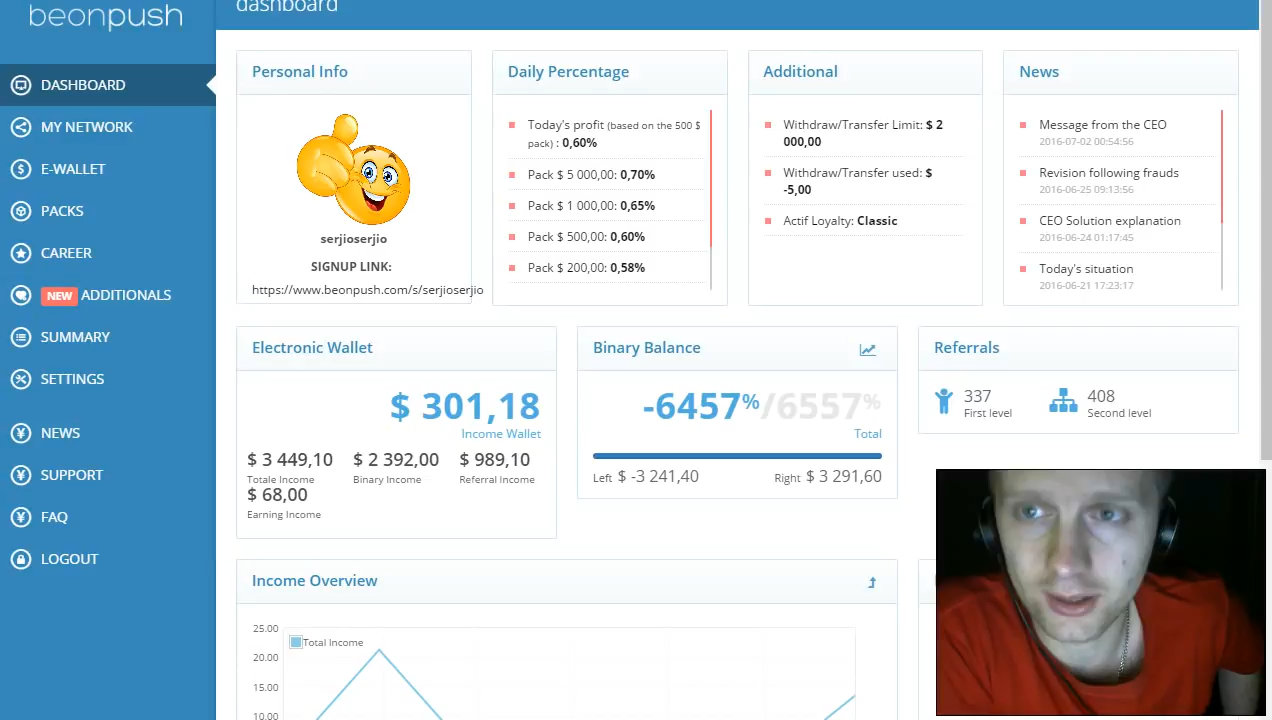 beonpush
dashboard
DASHBOARD
MY NETWORK
E-WALLET
PACKS
CAREER
NEW ADDITIONALS
SUMMARY
SETTINGS
NEWS
SUPPORT
FAQ
LOGOUT
Personal Info
serjioserjio
SIGNUP LINK:
https://www.beonpush.com/s/serjioserjio
Daily Percentage
Today's profit (based on the 500 $
pack) : 0,60%
Pack $ 5 000,00: 0,70%
Pack $ 1 000,00: 0,65%
Pack $ 500,00: 0,60%
Pack $ 200,00: 0,58%
Additional
Withdraw/Transfer Limit: $ 2
000,00
Withdraw/Transfer used: $
-5,00
Actif Loyalty: Classic
News
Message from the CEO
2016-07-02 00:54:56
Revision following frauds
2016-06-25 09:13:56
CEO Solution explanation
2016-06-24 01:17:45
Today's situation
2016-06-21 17:23:17
Electronic Wallet
$ 301,18
Income Wallet
$ 3 449,10 $ 2 392,00 $ 989,10
Totale Income Binary Income Referral Income
$ 68,00
Earning Income
Binary Balance
-6457%/6557%
Total
Left $ -3 241,40 Right $ 3 291,60
Referrals
337 408
First level Second level
Income Overview
25.00
Total Income
20.00
15.00
10.00